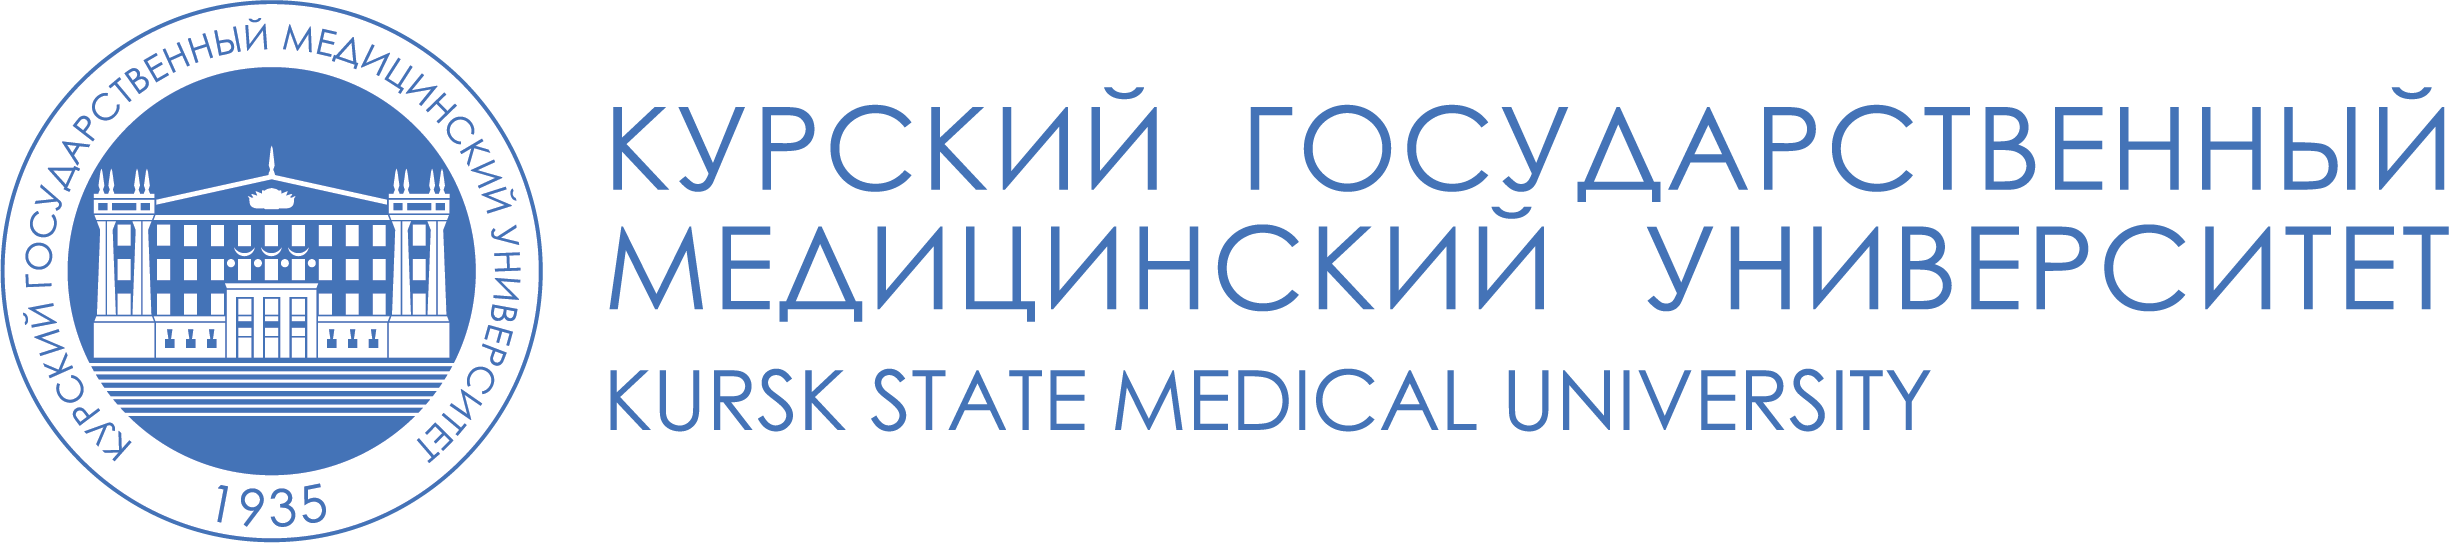 КУРСКИЙ ГОСУДАРСТВЕННЫЙ МЕДИЦИНСКИЙ УНИВЕРСИТЕТ
1935
КУРСКИЙ ГОСУДАРСТВЕННЫЙ
МЕДИЦИНСКИЙ УНИВЕРСИТЕТ
KURSK STATE MEDICAL UNIVERSITY